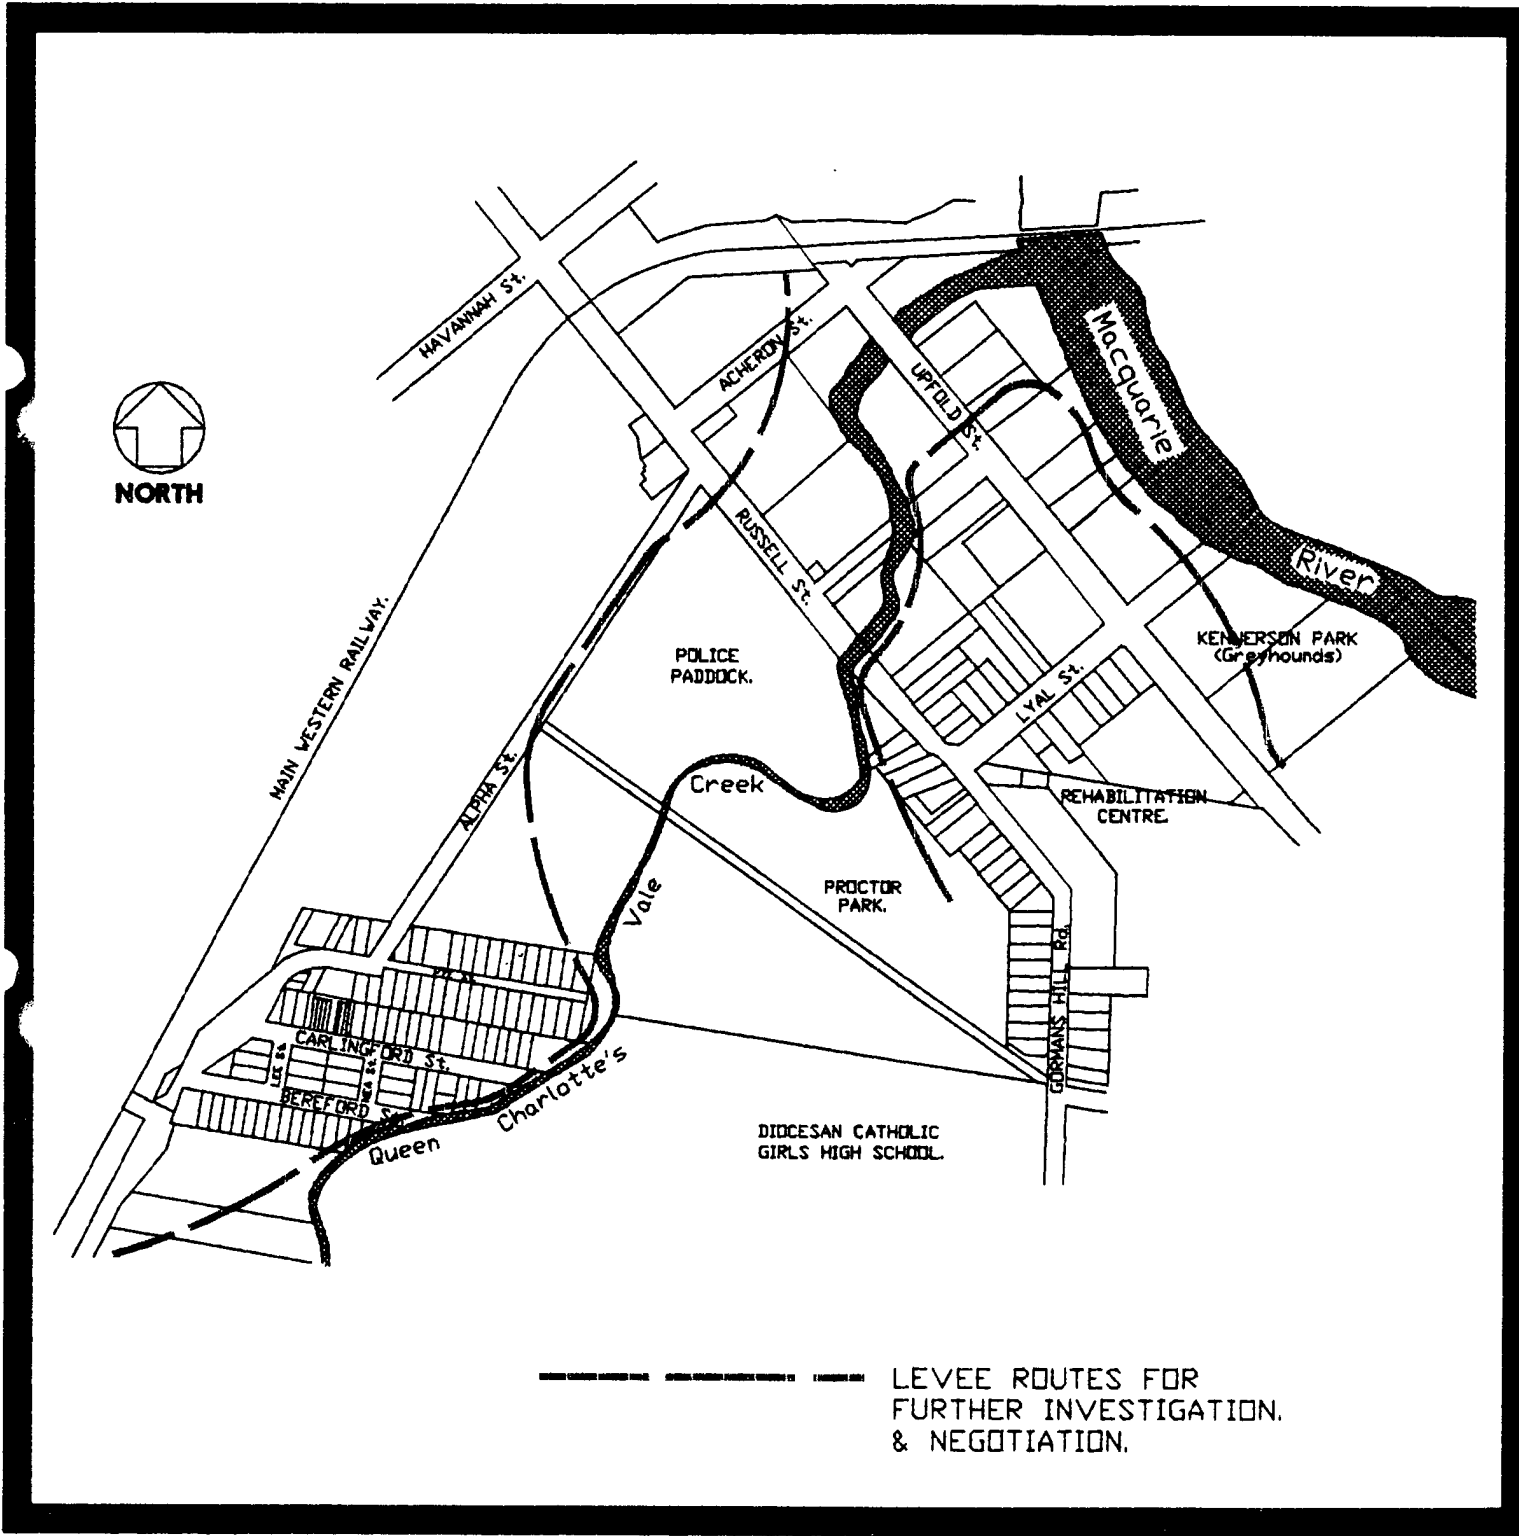 HAVANNAH St.
ACHERON St.
UPFOLD St.
Macquarie
River
NORTH
RUSSELL St.
MAIN WESTERN RAILWAY.
POLICE
PADDOCK.
KENNERSON PARK
(Greyhounds)
LYAL St.
ALPHA St.
Creek
REHABILITATION
CENTRE.
PROCTOR
PARK.
Vale
GORMANS HILL Rd.
CARLINGFORD St.
LEE St.
BEREFORD St.
Charlotte's
Queen
DIOCESAN CATHOLIC
GIRLS HIGH SCHOOL.
LEVEE ROUTES FOR
FURTHER INVESTIGATION.
& NEGOTIATION.